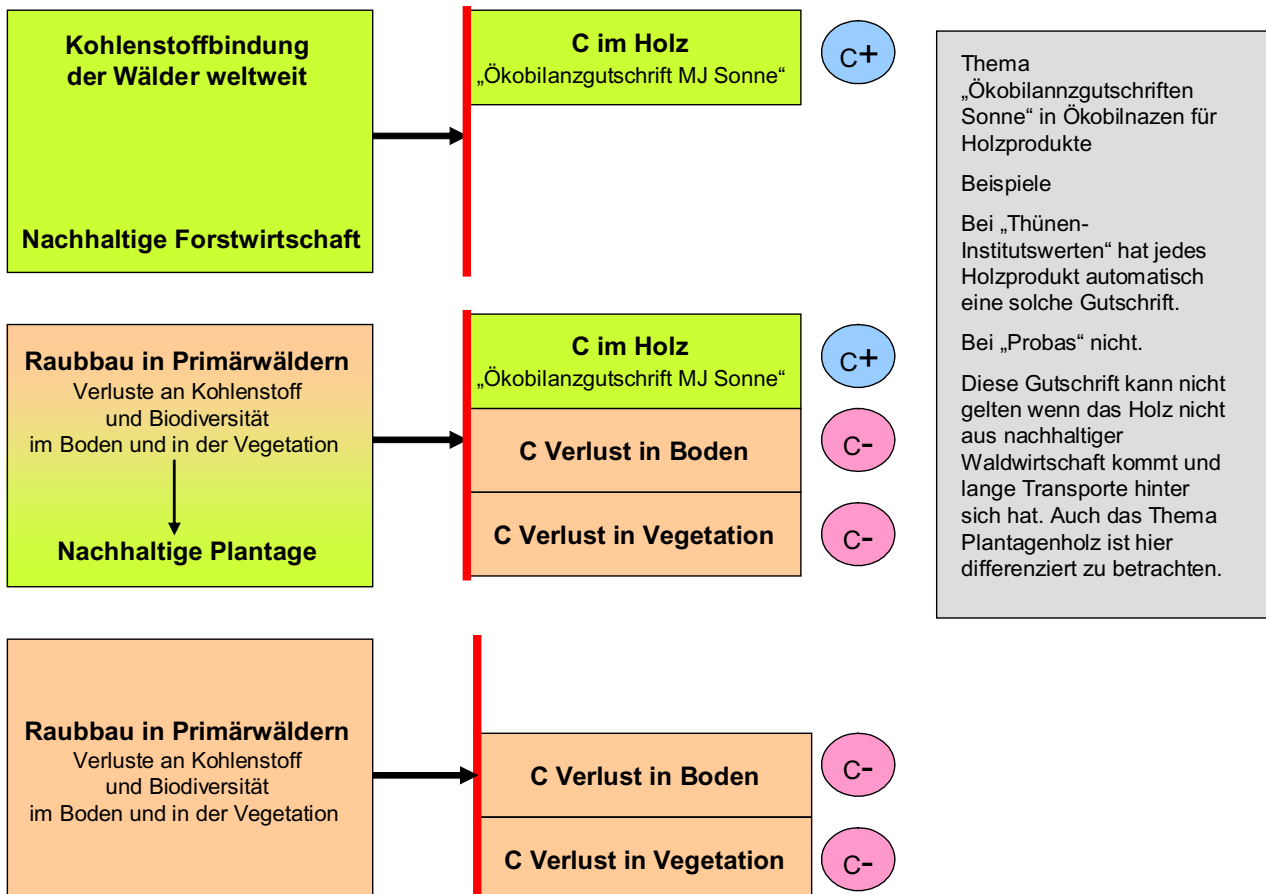 Kohlenstoffbindung
der Wälder weltweit
Nachhaltige Forstwirtschaft
C im Holz
„Ökobilanzgutschrift MJ Sonne“
C+
Raubbau in Primärwäldern
Verluste an Kohlenstoff
und Biodiversität
im Boden und in der Vegetation
Nachhaltige Plantage
C im Holz
„Ökobilanzgutschrift MJ Sonne“
C Verlust in Boden
C Verlust in Vegetation
C+
C-
C-
Raubbau in Primärwäldern
Verluste an Kohlenstoff
und Biodiversität
im Boden und in der Vegetation
C Verlust in Boden
C Verlust in Vegetation
C-
C-
Thema
„Ökobilannzgutschriften
Sonne“ in Ökobilnazen für
Holzprodukte
Beispiele
Bei „Thünen-
Institutswerten“ hat jedes
Holzprodukt automatisch
eine solche Gutschrift.
Bei „Probas“ nicht.
Diese Gutschrift kann nicht
gelten wenn das Holz nicht
aus nachhaltiger
Waldwirtschaft kommt und
lange Transporte hinter
sich hat. Auch das Thema
Plantagenholz ist hier
differenziert zu betrachten.